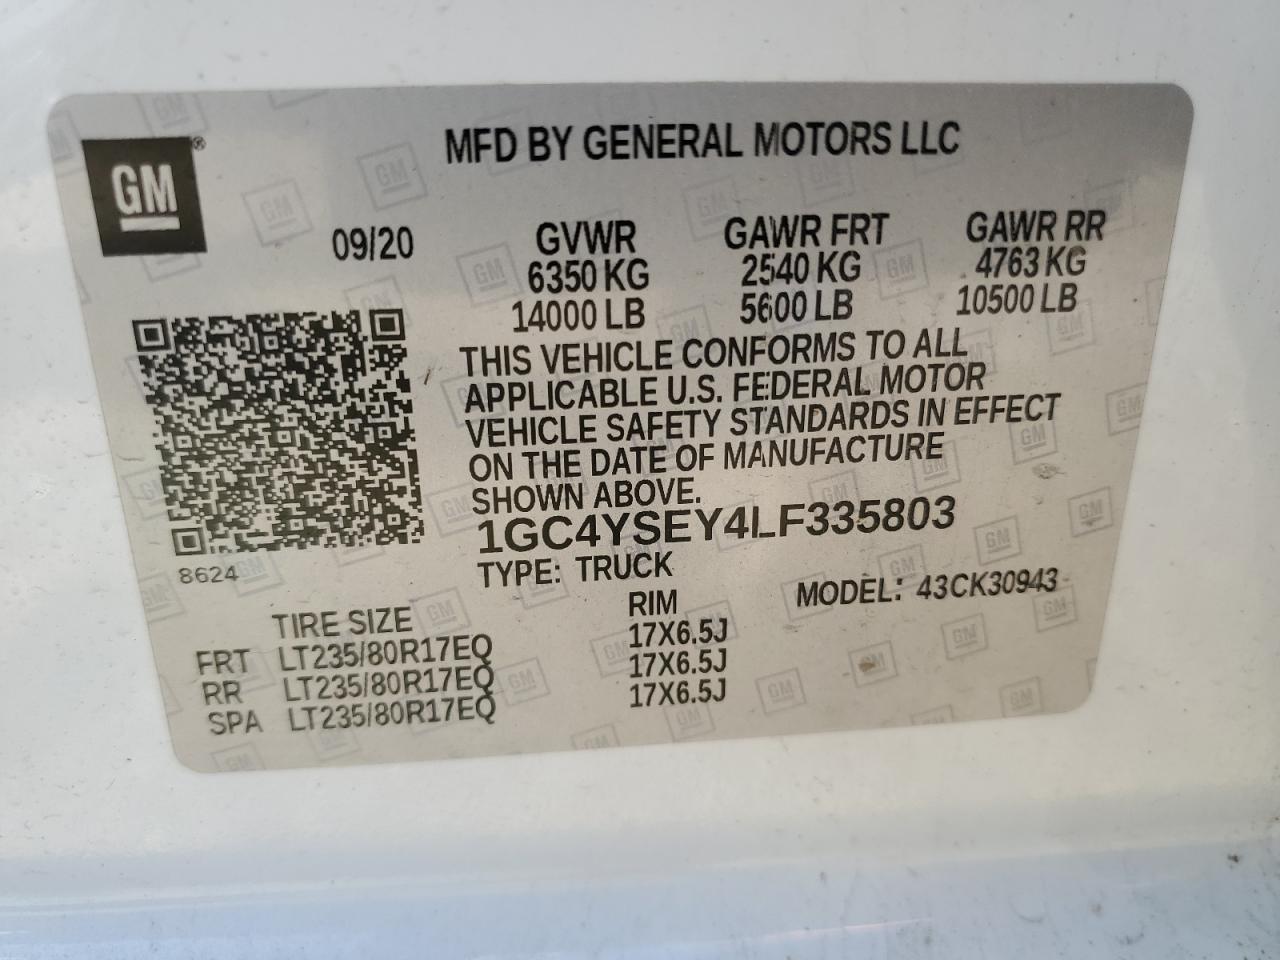 GM®
MFD BY GENERAL MOTORS LLC
09/20
GVWR
6350 KG
14000 LB
GAWR FRT
2540 KG
5600 LB
GAWR RR
4763 KG
10500 LB
THIS VEHICLE CONFORMS TO ALL
APPLICABLE U.S. FEDERAL MOTOR
VEHICLE SAFETY STANDARDS IN EFFECT
ON THE DATE OF MANUFACTURE
SHOWN ABOVE.
1GC4YSEY4LF335803
8624
TYPE: TRUCK
MODEL: 43CK30943
TIRE SIZE RIM
FRT LT235/80R17EQ 17X6.5J
RR LT235/80R17EQ 17X6.5J
SPA LT235/80R17EQ 17X6.5J